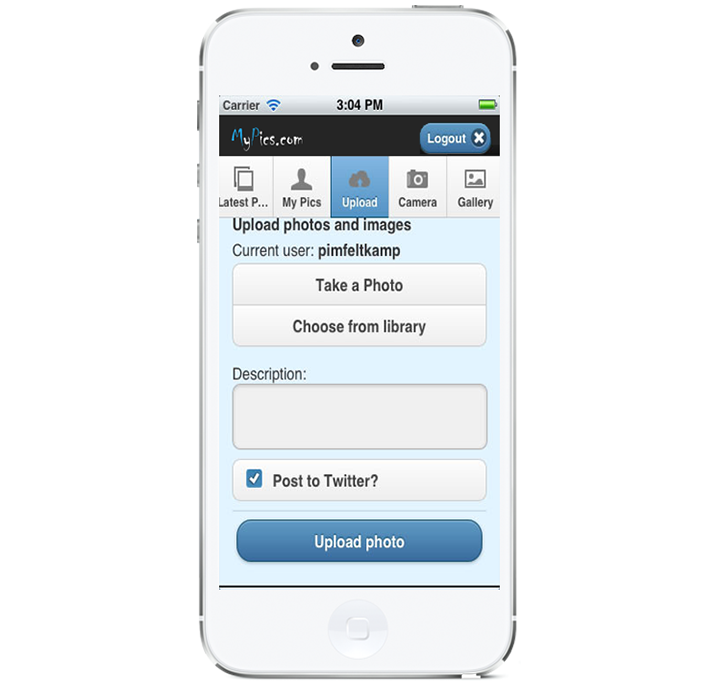 Carrier 3:04 PM
MyPics.com Logout
Latest P... My Pics Upload Camera Gallery
Upload photos and images
Current user: pimfeltkamp
Take a Photo
Choose from library
Description:
Post to Twitter?
Upload photo